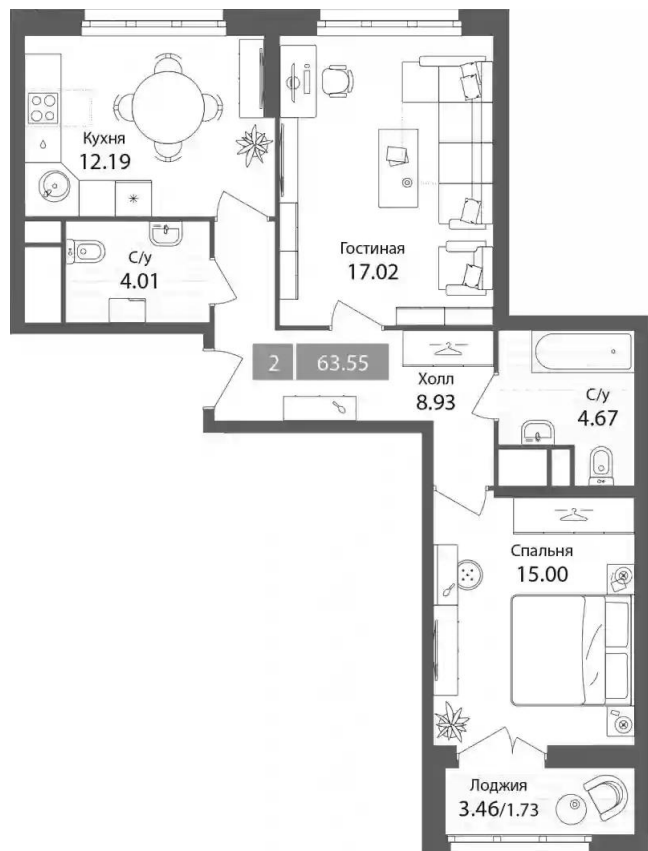 Кухня
12.19
Гостиная
17.02
С/у
4.01
2 63.55
Холл
8.93
С/у
4.67
Спальня
15.00
Лоджия
3.46/1.73